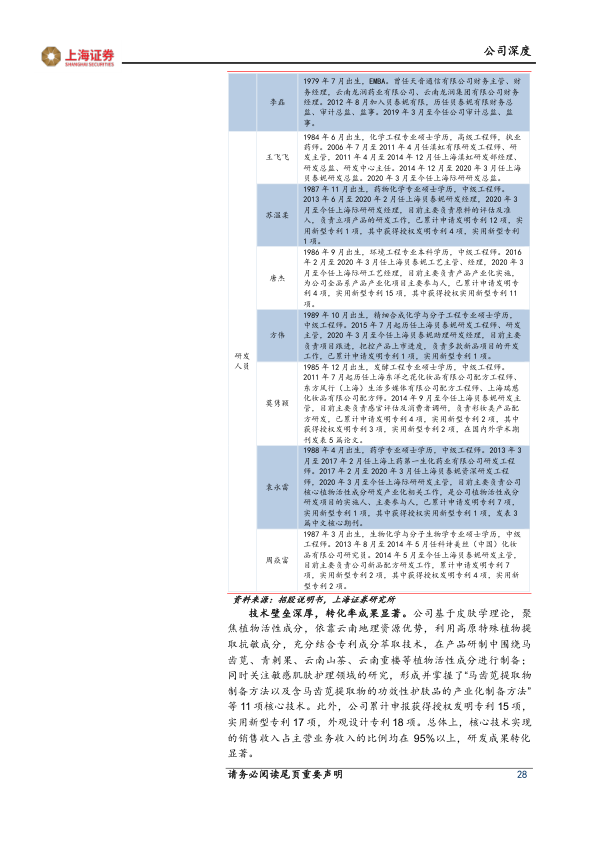 上海证券
SHANGHAI SECURITIES
公司深度
李磊
1979 年 7 月出生，EMBA。曾任天音通信有限公司财务主管、财
务经理，云南龙润药业有限公司、云南龙润集团有限公司财务
经理。2012 年 8 月加入贝泰妮有限，历任贝泰妮有限财务总
监、审计总监、监事。2019 年 3 月至今任公司审计总监、监
事。
研发
人员
王飞飞
1984 年 6 月出生，化学工程专业硕士学历，高级工程师，执业
药师。2006 年 7 月至 2011 年 4 月任滇虹有限研发工程师、研
发主管，2011 年 4 月至 2014 年 12 月任上海滇虹研发部经理、
研发总监、研发中心主任。2014 年 12 月至 2020 年 3 月任上海
贝泰妮研发总监。2020 年 3 月至今任上海际研研发总监。
苏温柔
1987 年 11 月出生，药物化学专业硕士学历，中级工程师。
2013 年 6 月至 2020 年 2 月任上海贝泰妮研发经理，2020 年 3
月至今任上海际研研发经理，目前主要负责原料的评估及准
入，负责立项产品的研发工作，已累计申请发明专利 12 项，实
用新型专利 1 项，其中获得授权发明专利 4 项，实用新型专利
1 项。
唐杰
1986 年 9 月出生，环境工程专业本科学历，中级工程师。2016
年 2 月至 2020 年 3 月任上海贝泰妮工艺主管、经理，2020 年 3
月至今任上海际研工艺经理，目前主要负责产品产业化实施，
为公司全品系产品产业化项目主要参与人，已累计申请发明专
利 4 项，实用新型专利 15 项，其中获得授权实用新型专利 11
项。
方伟
1989 年 10 月出生，精细合成化学与分子工程专业硕士学历，
中级工程师。2015 年 7 月起历任上海贝泰妮研发工程师、研发
主管，2020 年 3 月至今任上海贝泰妮助理研发经理，目前主要
负责项目跟进，把控产品上市进度，负责多款新品项目的开发
工作，已累计申请发明专利 1 项，实用新型专利 1 项。
虞隽颖
1985 年 12 月出生，发酵工程专业硕士学历，中级工程师。
2011 年 7 月起历任上海东洋之花化妆品有限公司配方工程师、
东方风行（上海）生活多媒体有限公司配方工程师、上海瑞慈
化妆品有限公司配方师。2014 年 9 月至今任上海贝泰妮研发主
管，目前主要负责感官评估及消费者调研，负责彩妆类产品配
方研发，已累计申请发明专利 4 项，实用新型专利 2 项，其中
获得授权发明专利 3 项，实用新型专利 2 项，在国内外学术期
刊发表 5 篇论文。
袁永雷
1988 年 4 月出生，药学专业硕士学历，中级工程师。2013 年 3
月至 2017 年 2 月任上海上药第一生化药业有限公司研发工程
师。2017 年 2 月至 2020 年 3 月任上海贝泰妮资深研发工程
师，2020 年 3 月至今任上海际研研发主管，目前主要负责公司
核心植物活性成分研发产业化相关工作，是公司植物活性成分
研发项目的实施人、主要参与人，已累计申请发明专利 7 项，
实用新型专利 1 项，其中获得授权实用新型专利 1 项，发表 3
篇中文核心期刊。
周焱富
1987 年 3 月出生，生物化学与分子生物学专业硕士学历，中级
工程师。2013 年 8 月至 2014 年 5 月任科诗美丝（中国）化妆
品有限公司研究员。2014 年 5 月至今任上海贝泰妮研发主管，
目前主要负责公司新品配方研发工作，累计申请发明专利 7
项，实用新型专利 2 项，其中获得授权发明专利 4 项，实用新
型专利 2 项。
资料来源：招股说明书，上海证券研究所
技术壁垒深厚，转化率成果显著。公司基于皮肤学理论，聚
焦植物活性成分，依靠云南地理资源优势，利用高原特殊植物提
取抗敏成分，充分结合专利成分萃取技术，在产品研制中围绕马
齿苋、青刺果、云南山茶、云南重楼等植物活性成分进行制备；
同时关注敏感肌肤护理领域的研究，形成并掌握了“马齿苋提取物
制备方法以及含马齿苋提取物的功效性护肤品的产业化制备方法”
等 11 项核心技术。此外，公司累计申报获得授权发明专利 15 项，
实用新型专利 17 项，外观设计专利 18 项。总体上，核心技术实现
的销售收入占主营业务收入的比例均在 95%以上，研发成果转化
显著。
请务必阅读尾页重要声明
28